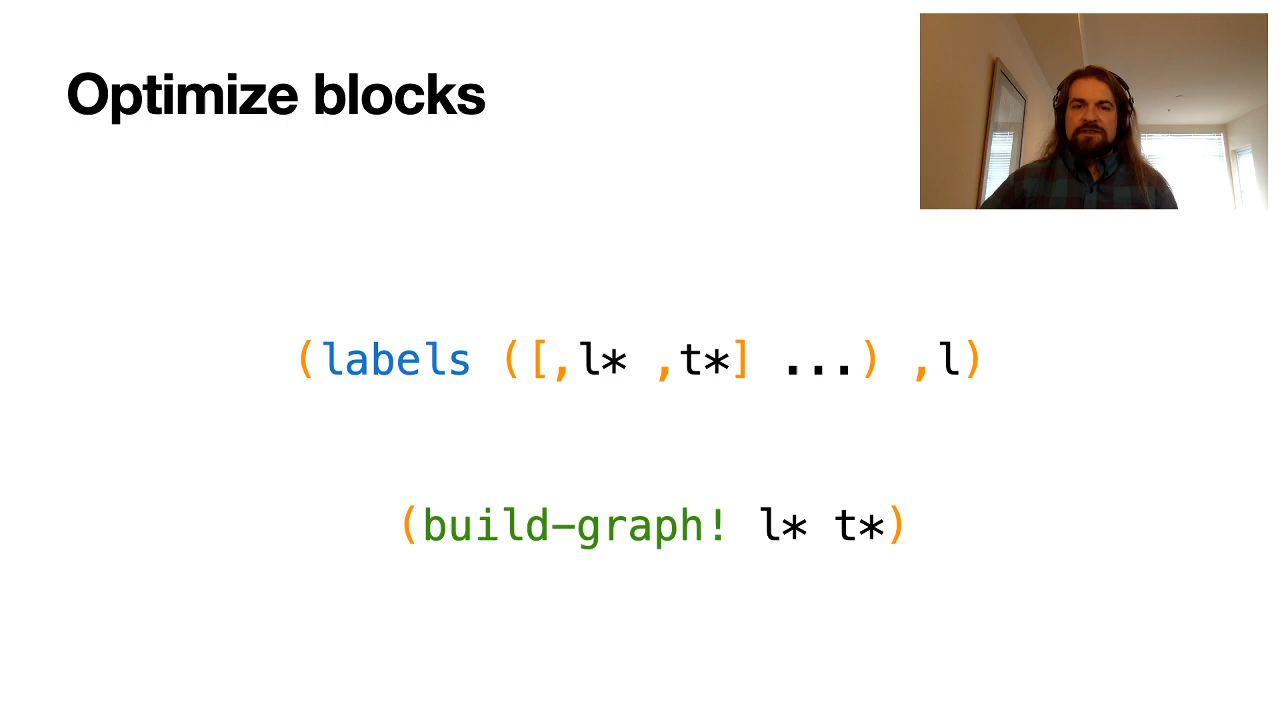 Optimize blocks
(labels ([,l* ,t*] ...) ,l)
(build-graph! l* t*)